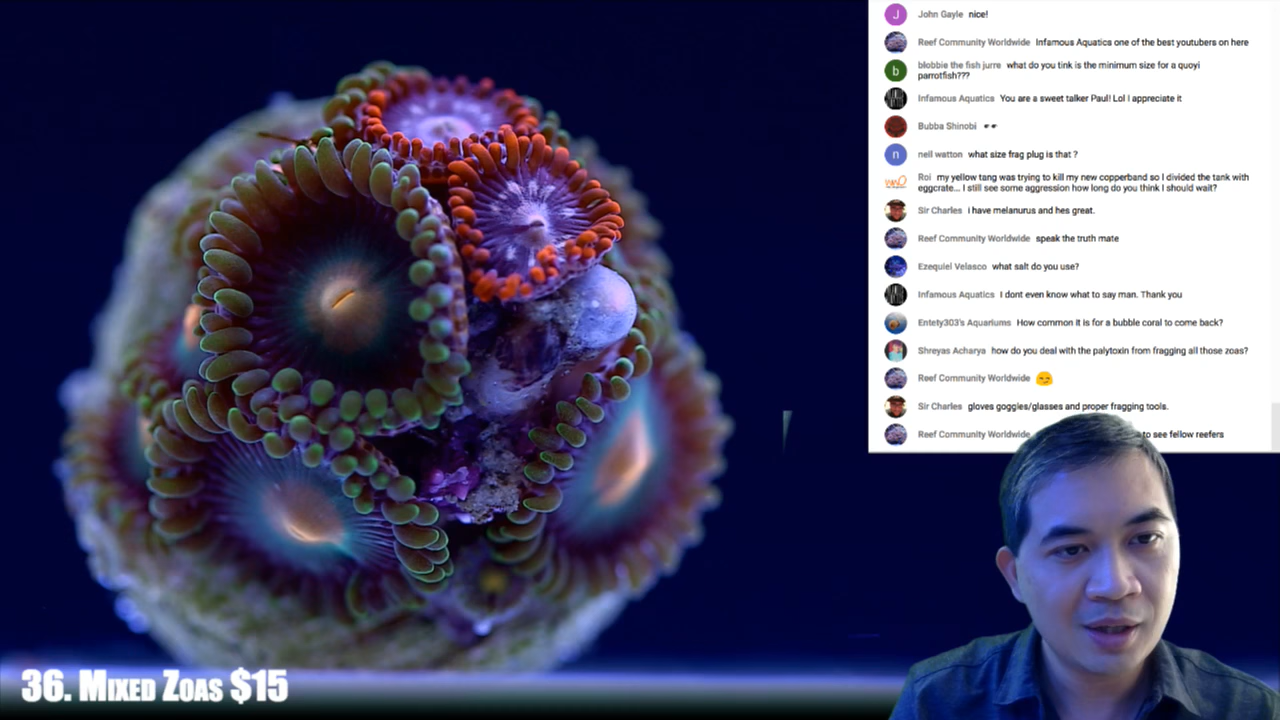 J John Gayle nice!
Reef Community Worldwide Infamous Aquatics one of the best youtubers on here
b blobbie the fish jurre what do you tink is the minimum size for a quoyi
parrotfish???
Infamous Aquatics You are a sweet talker Paul! Lol I appreciate it
Bubba Shinobi
n neil watton what size frag plug is that ?
Roi my yellow tang was trying to kill my new copperband so I divided the tank with
eggcrate... I still see some aggression how long do you think I should wait?
Sir Charles i have melanurus and hes great.
Reef Community Worldwide speak the truth mate
Ezequiel Velasco what salt do you use?
Infamous Aquatics I dont even know what to say man. Thank you
Entety303's Aquariums How common it is for a bubble coral to come back?
Shreyas Acharya how do you deal with the palytoxin from fragging all those zoas?
Reef Community Worldwide
Sir Charles gloves goggles/glasses and proper fragging tools.
Reef Community Worldwide to see fellow reefers
36. Mixed Zoas $15